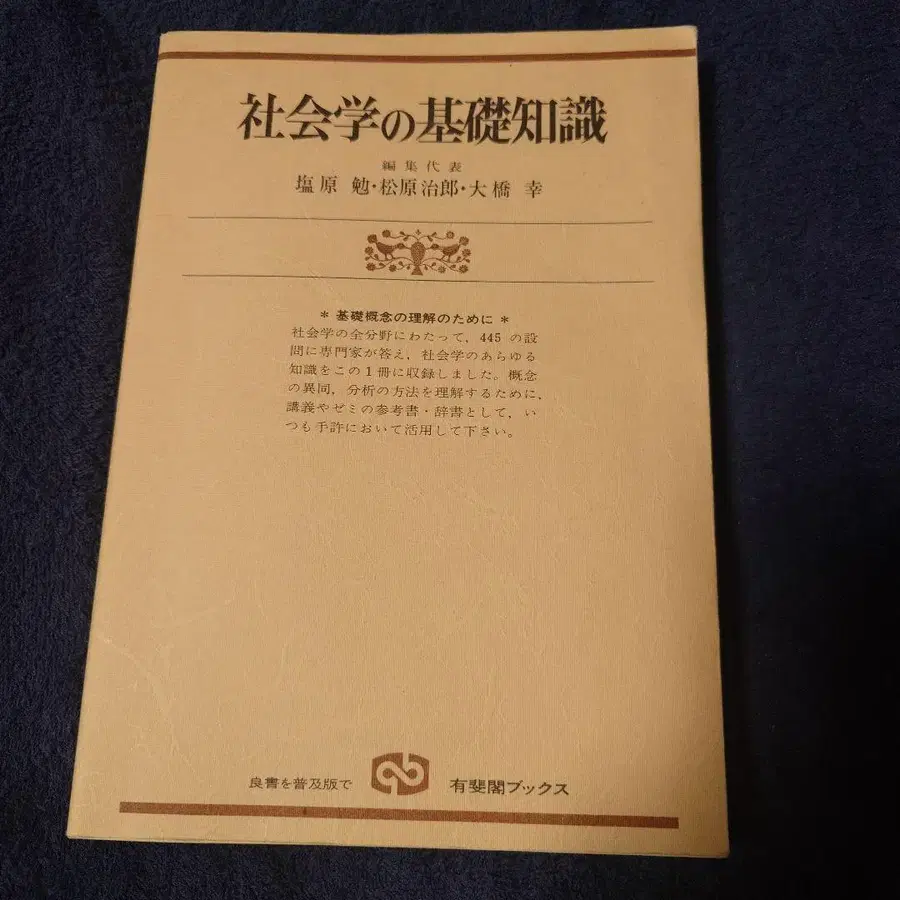 社会学の基礎知識
編集代表
塩原 勉・松原治郎・大橋 幸
* 基礎概念の理解のために *
社会学の全分野にわたって，445 の設
問に専門家が答え，社会学のあらゆる
知識をこの1冊に収録しました。概念
の異同，分析の方法を理解するために，
講義やゼミの参考書・辞書として，い
つも手許において活用して下さい。
良書を普及版で 有斐閣ブックス